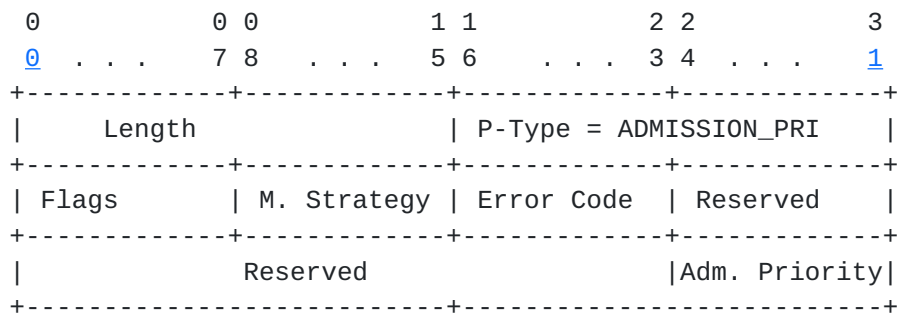 0             0 0             1 1             2 2             3
0  . . .     7 8    . . .    5 6     . . .  3 4  . . .      1
+-------------+-------------+-------------+-------------+
|     Length                | P-Type = ADMISSION_PRI    |
+-------------+-------------+-------------+-------------+
| Flags       | M. Strategy | Error Code  | Reserved    |
+-------------+-------------+-------------+-------------+
|              Reserved                   |Adm. Priority|
+---------------------------+---------------------------+